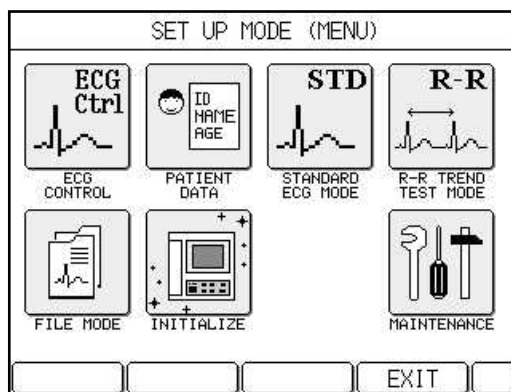 SET UP MODE (MENU)
ECG
Ctrl
ID
NAME
AGE
STD
R-R
ECG
CONTROL
PATIENT
DATA
STANDARD
ECG MODE
R-R TREND
TEST MODE
FILE MODE
INITIALIZE
MAINTENANCE
EXIT